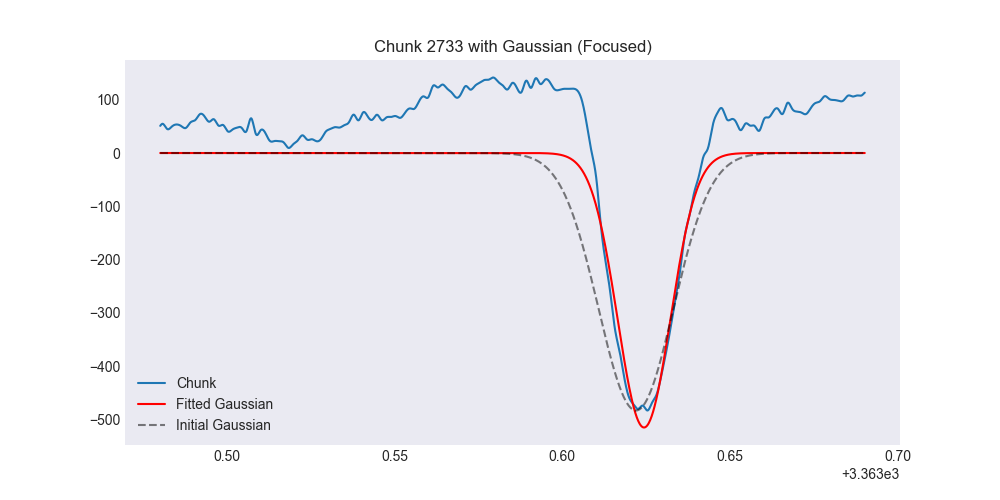 Chunk 2733 with Gaussian (Focused)
100
0
−100
−200
−300
−400
−500
Chunk
Fitted Gaussian
Initial Gaussian
0.50 0.55 0.60 0.65 0.70
+3.363e3